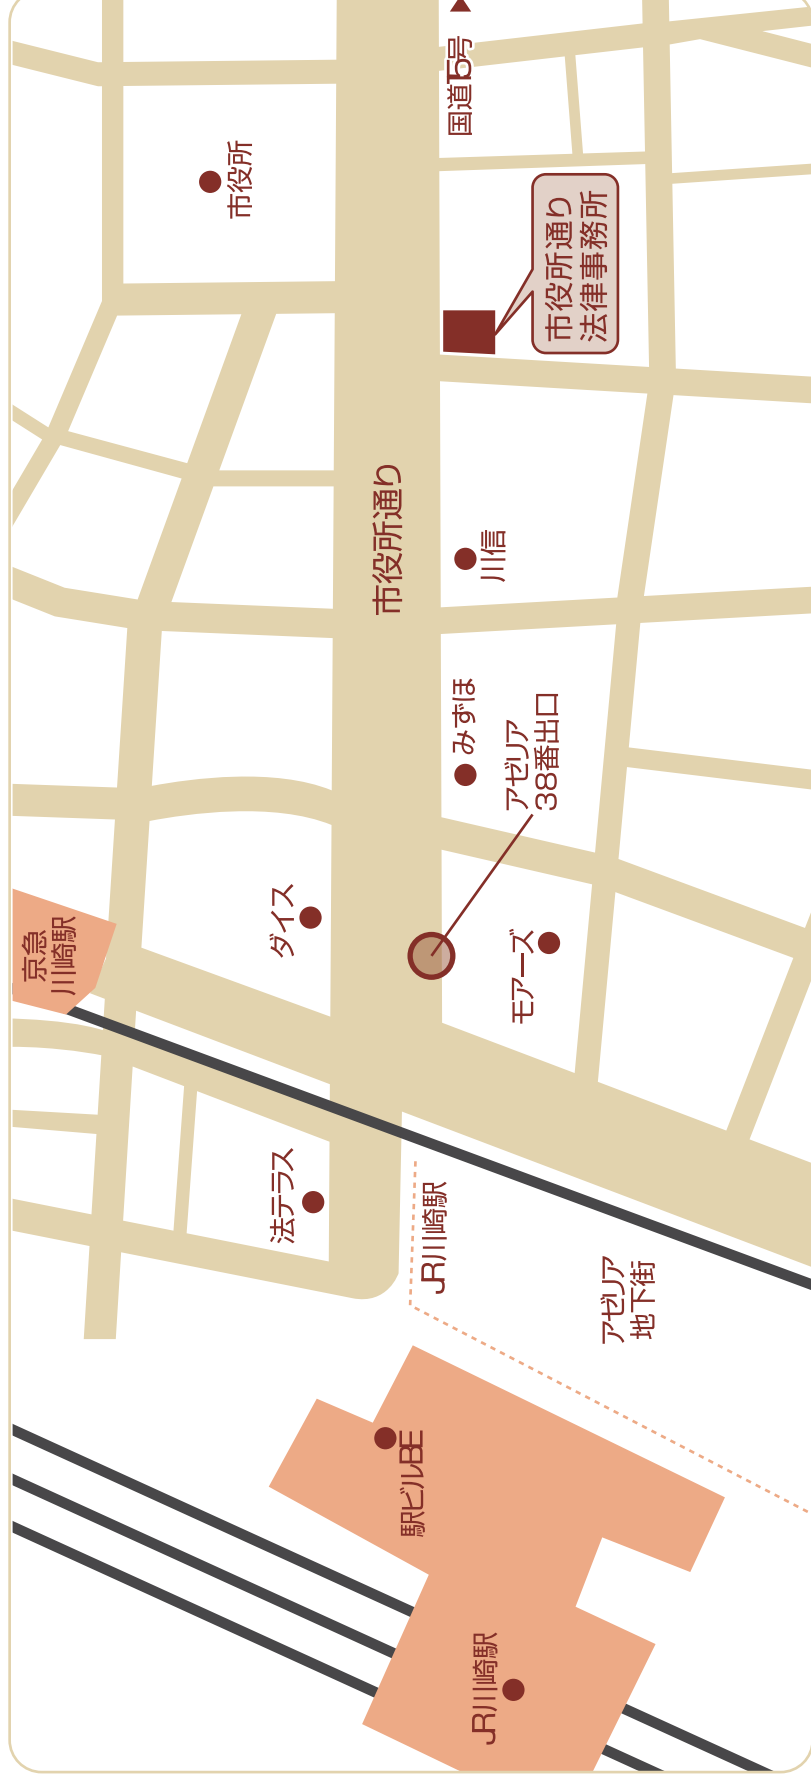 京急
川崎駅
市役所
法テラス
ダイス
市役所通り
駅ビルBE
JR川崎駅
みずほ
国道15号
JR川崎駅
川信
モアーズ
アゼリア
38番出口
市役所通り
法律事務所
アゼリア
地下街